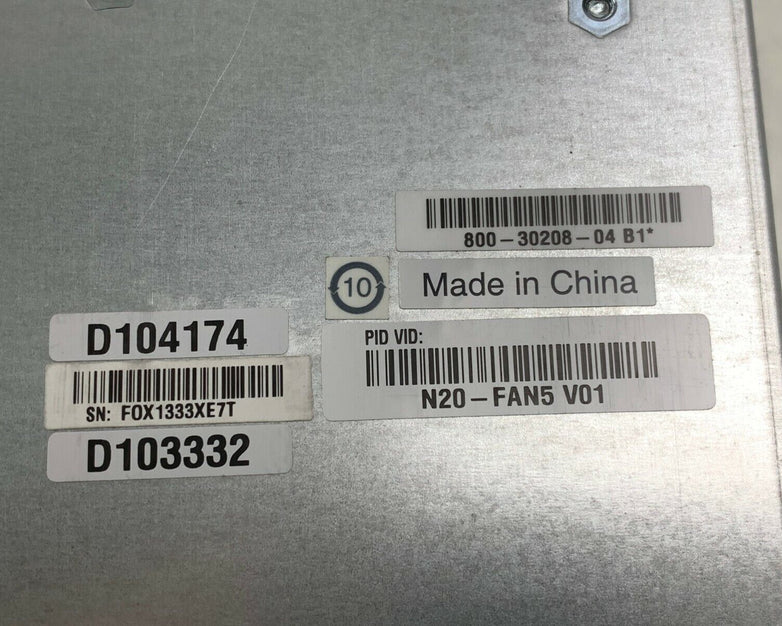 800-30208-04 B1*
10
Made in China
D104174
PID VID:
N20-FAN5 V01
SN: FOX1333XE7T
D103332